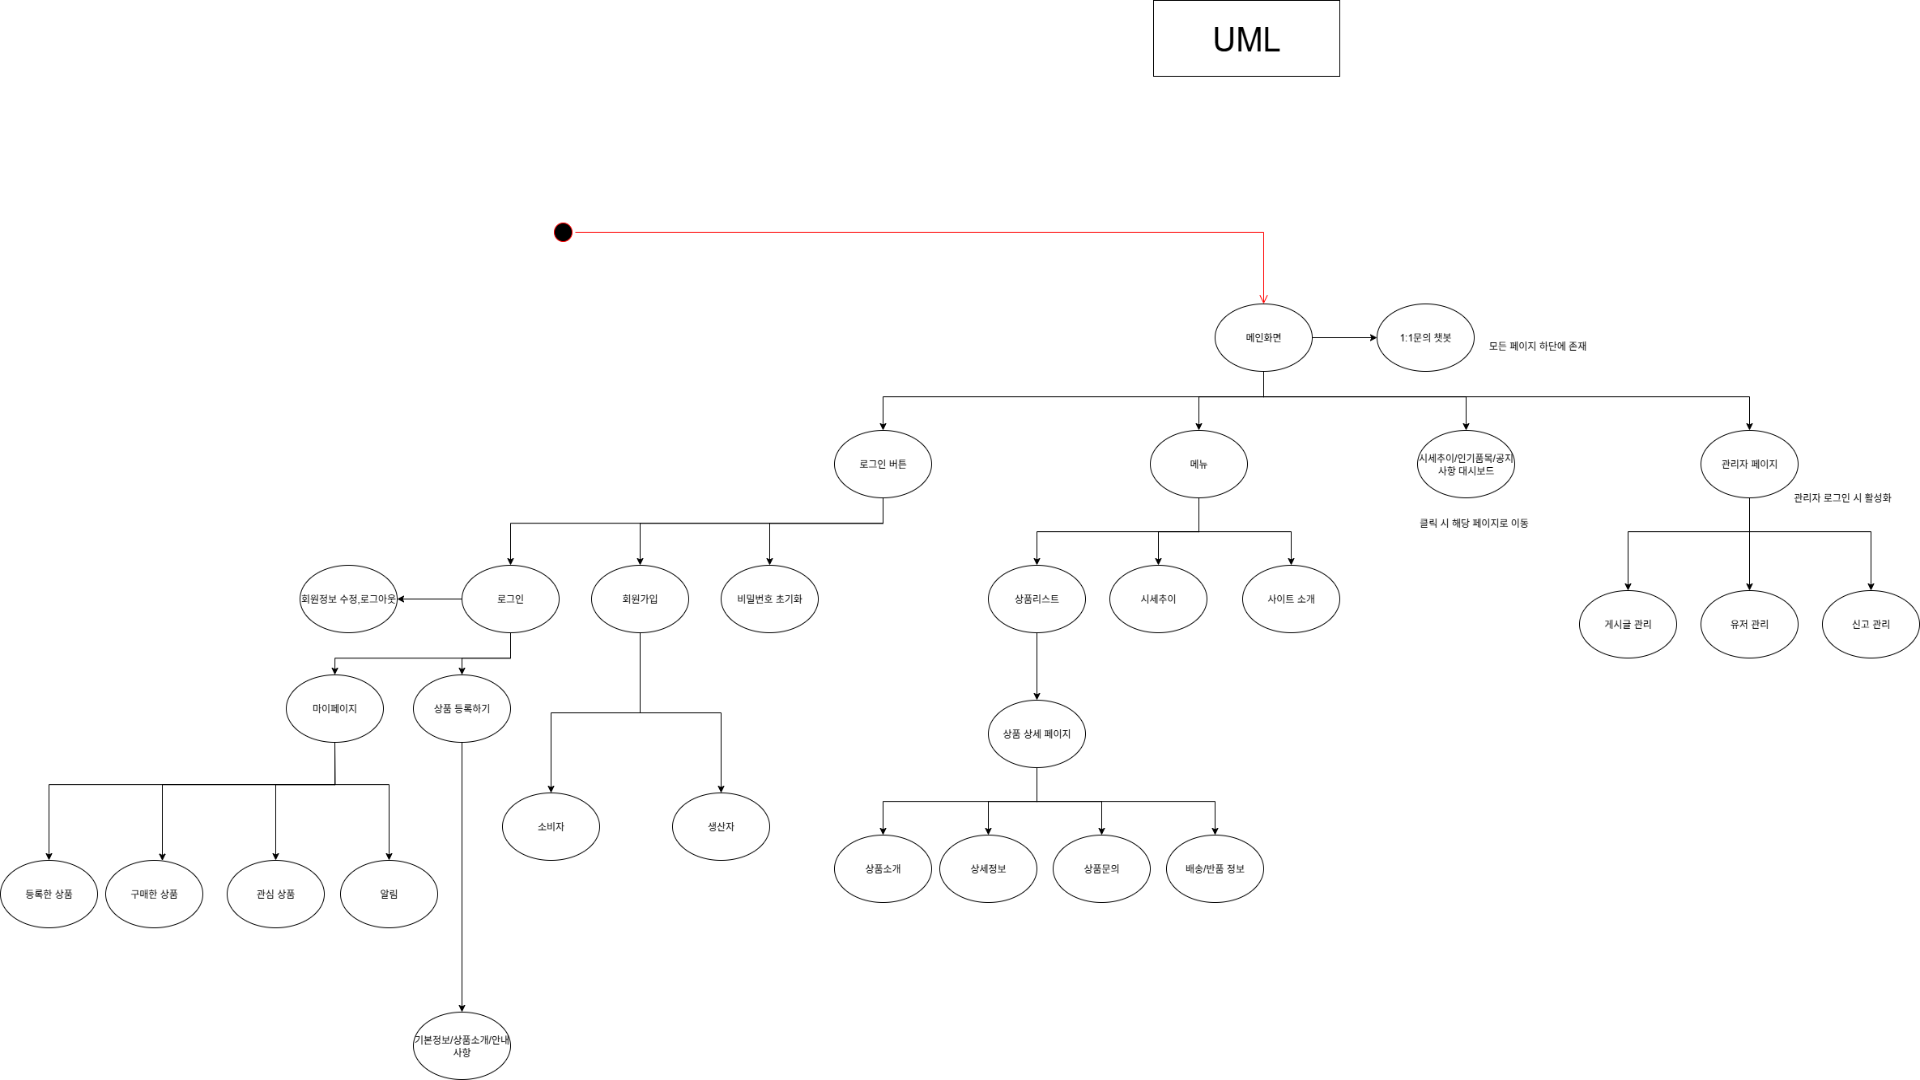 UML
메인화면
1:1문의 챗봇
모든 페이지 하단에 존재
로그인 버튼
메뉴
시세추이/인기품목/공지
사항 대시보드
관리자 페이지
관리자 로그인 시 활성화
클릭 시 해당 페이지로 이동
회원정보 수정,로그아웃
로그인
회원가입
비밀번호 초기화
상품리스트
시세추이
사이트 소개
게시글 관리
유저 관리
신고 관리
마이페이지
상품 등록하기
상품 상세 페이지
소비자
생산자
상품소개
상세정보
상품문의
배송/반품 정보
등록한 상품
구매한 상품
관심 상품
알림
기본정보/상품소개/안내
사항